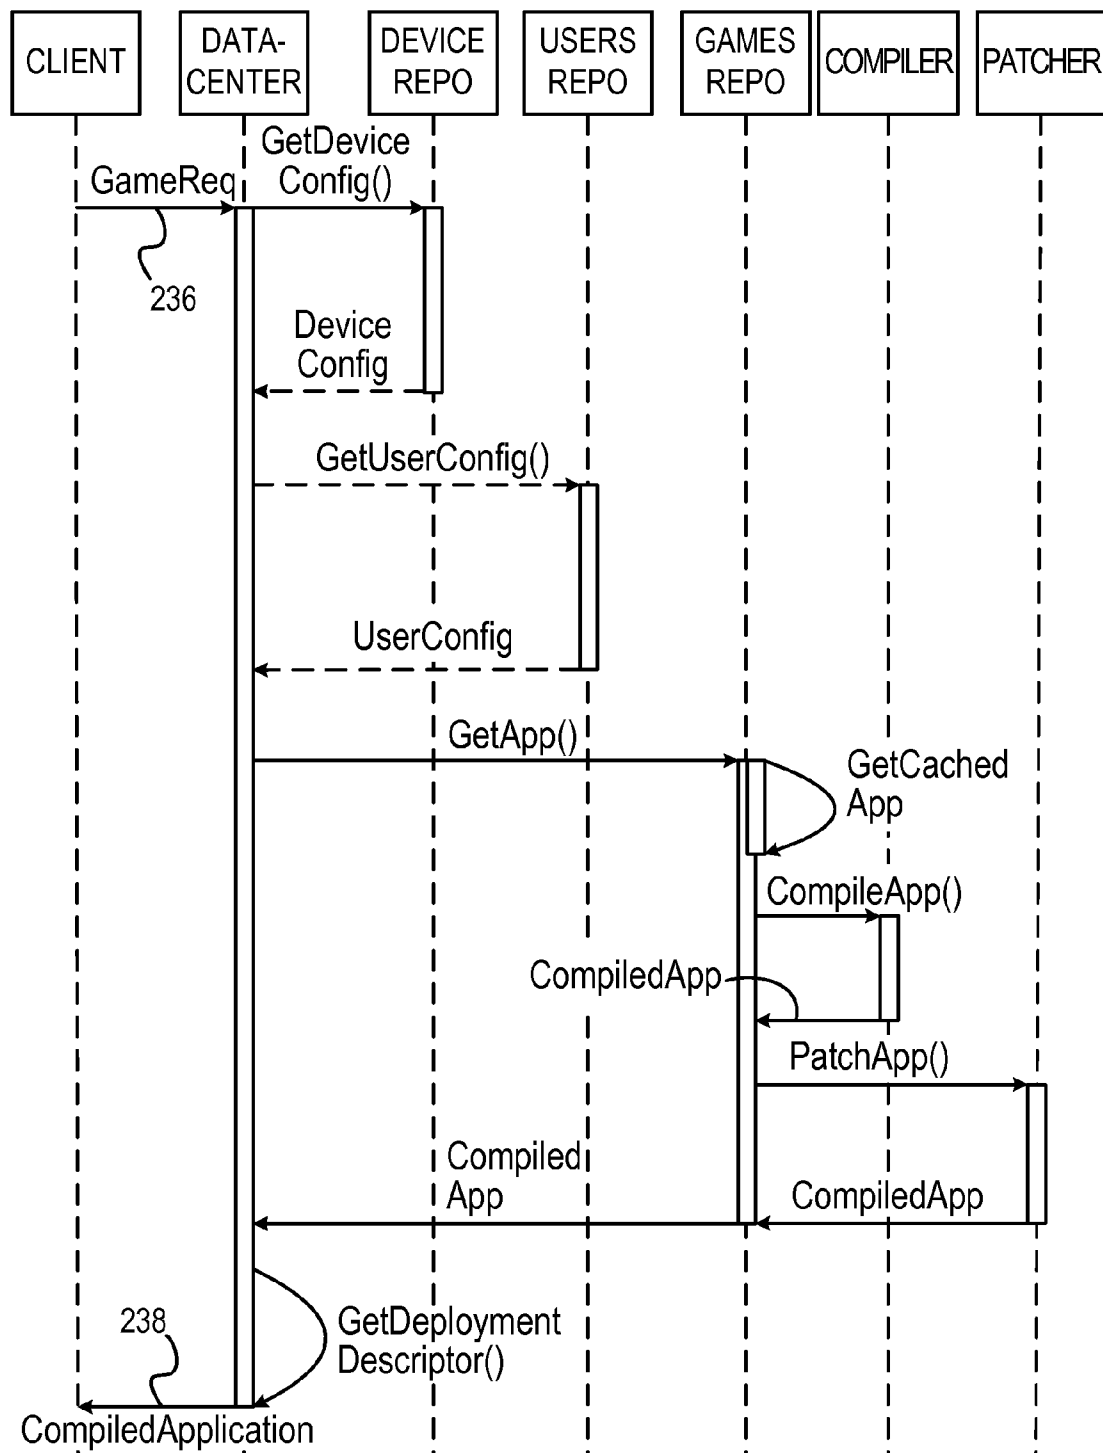 CLIENT
DATA-
CENTER
DEVICE
REPO
USERS
REPO
GAMES
REPO
COMPILER
PATCHER
GameReq
GetDevice
Config()
236
Device
Config
GetUserConfig()
UserConfig
GetApp()
GetCached
App
CompileApp()
CompiledApp
PatchApp()
Compiled
App
CompiledApp
GetDeployment
Descriptor()
238
CompiledApplication